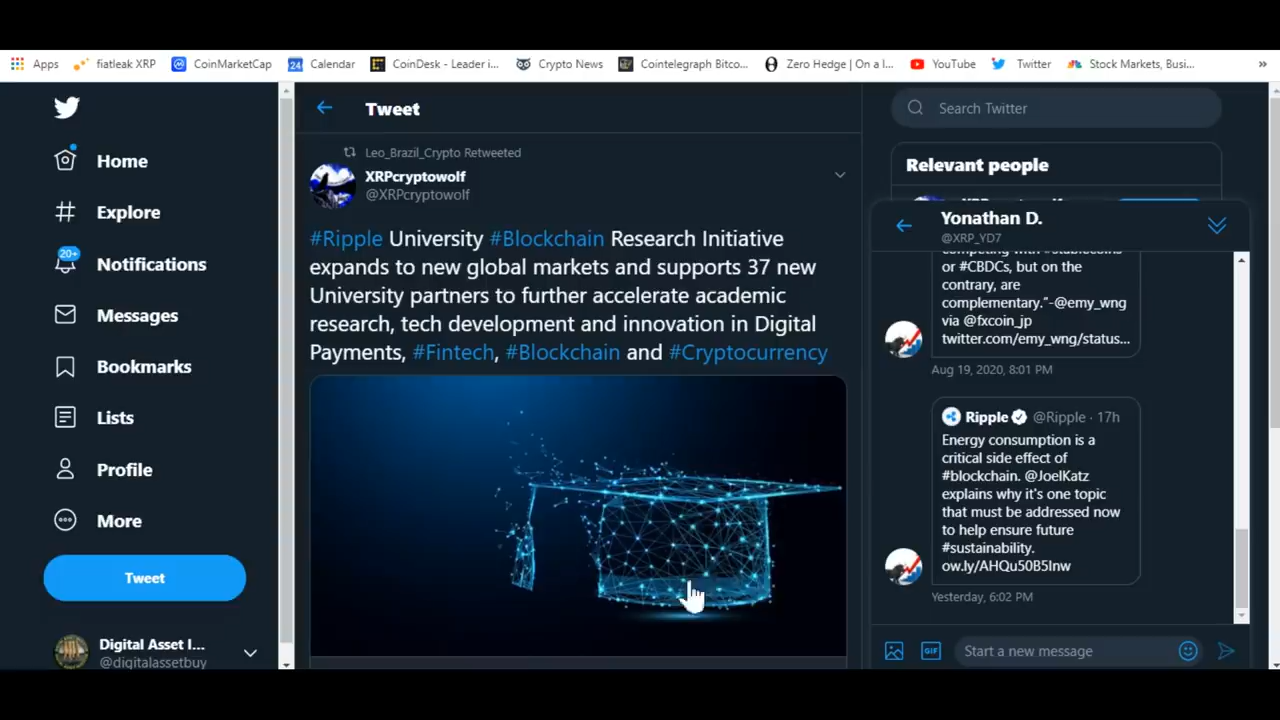 Apps
fiatleak XRP
CoinMarketCap
24
Calendar
CoinDesk - Leader i...
Crypto News
Cointelegraph Bitco...
Zero Hedge | On a l...
YouTube
Twitter
Stock Markets, Busi...
»
Home
Explore
20+
Notifications
Messages
Bookmarks
Lists
Profile
More
Tweet
Digital Asset I...
@digitalassetbuy
Tweet
Leo_Brazil_Crypto Retweeted
XRPcryptowolf
@XRPcryptowolf
#Ripple University #Blockchain Research Initiative
expands to new global markets and supports 37 new
University partners to further accelerate academic
research, tech development and innovation in Digital
Payments, #Fintech, #Blockchain and #Cryptocurrency
Search Twitter
Relevant people
Yonathan D.
@XRP_YD7
or #CBDCs, but on the
contrary, are
complementary.”-@emy_wng
via @fxcoin_jp
twitter.com/emy_wng/status...
Aug 19, 2020, 8:01 PM
Ripple @Ripple · 17h
Energy consumption is a
critical side effect of
#blockchain. @JoelKatz
explains why it's one topic
that must be addressed now
to help ensure future
#sustainability.
ow.ly/AHQu50B5Inw
Yesterday, 6:02 PM
GIF
Start a new message